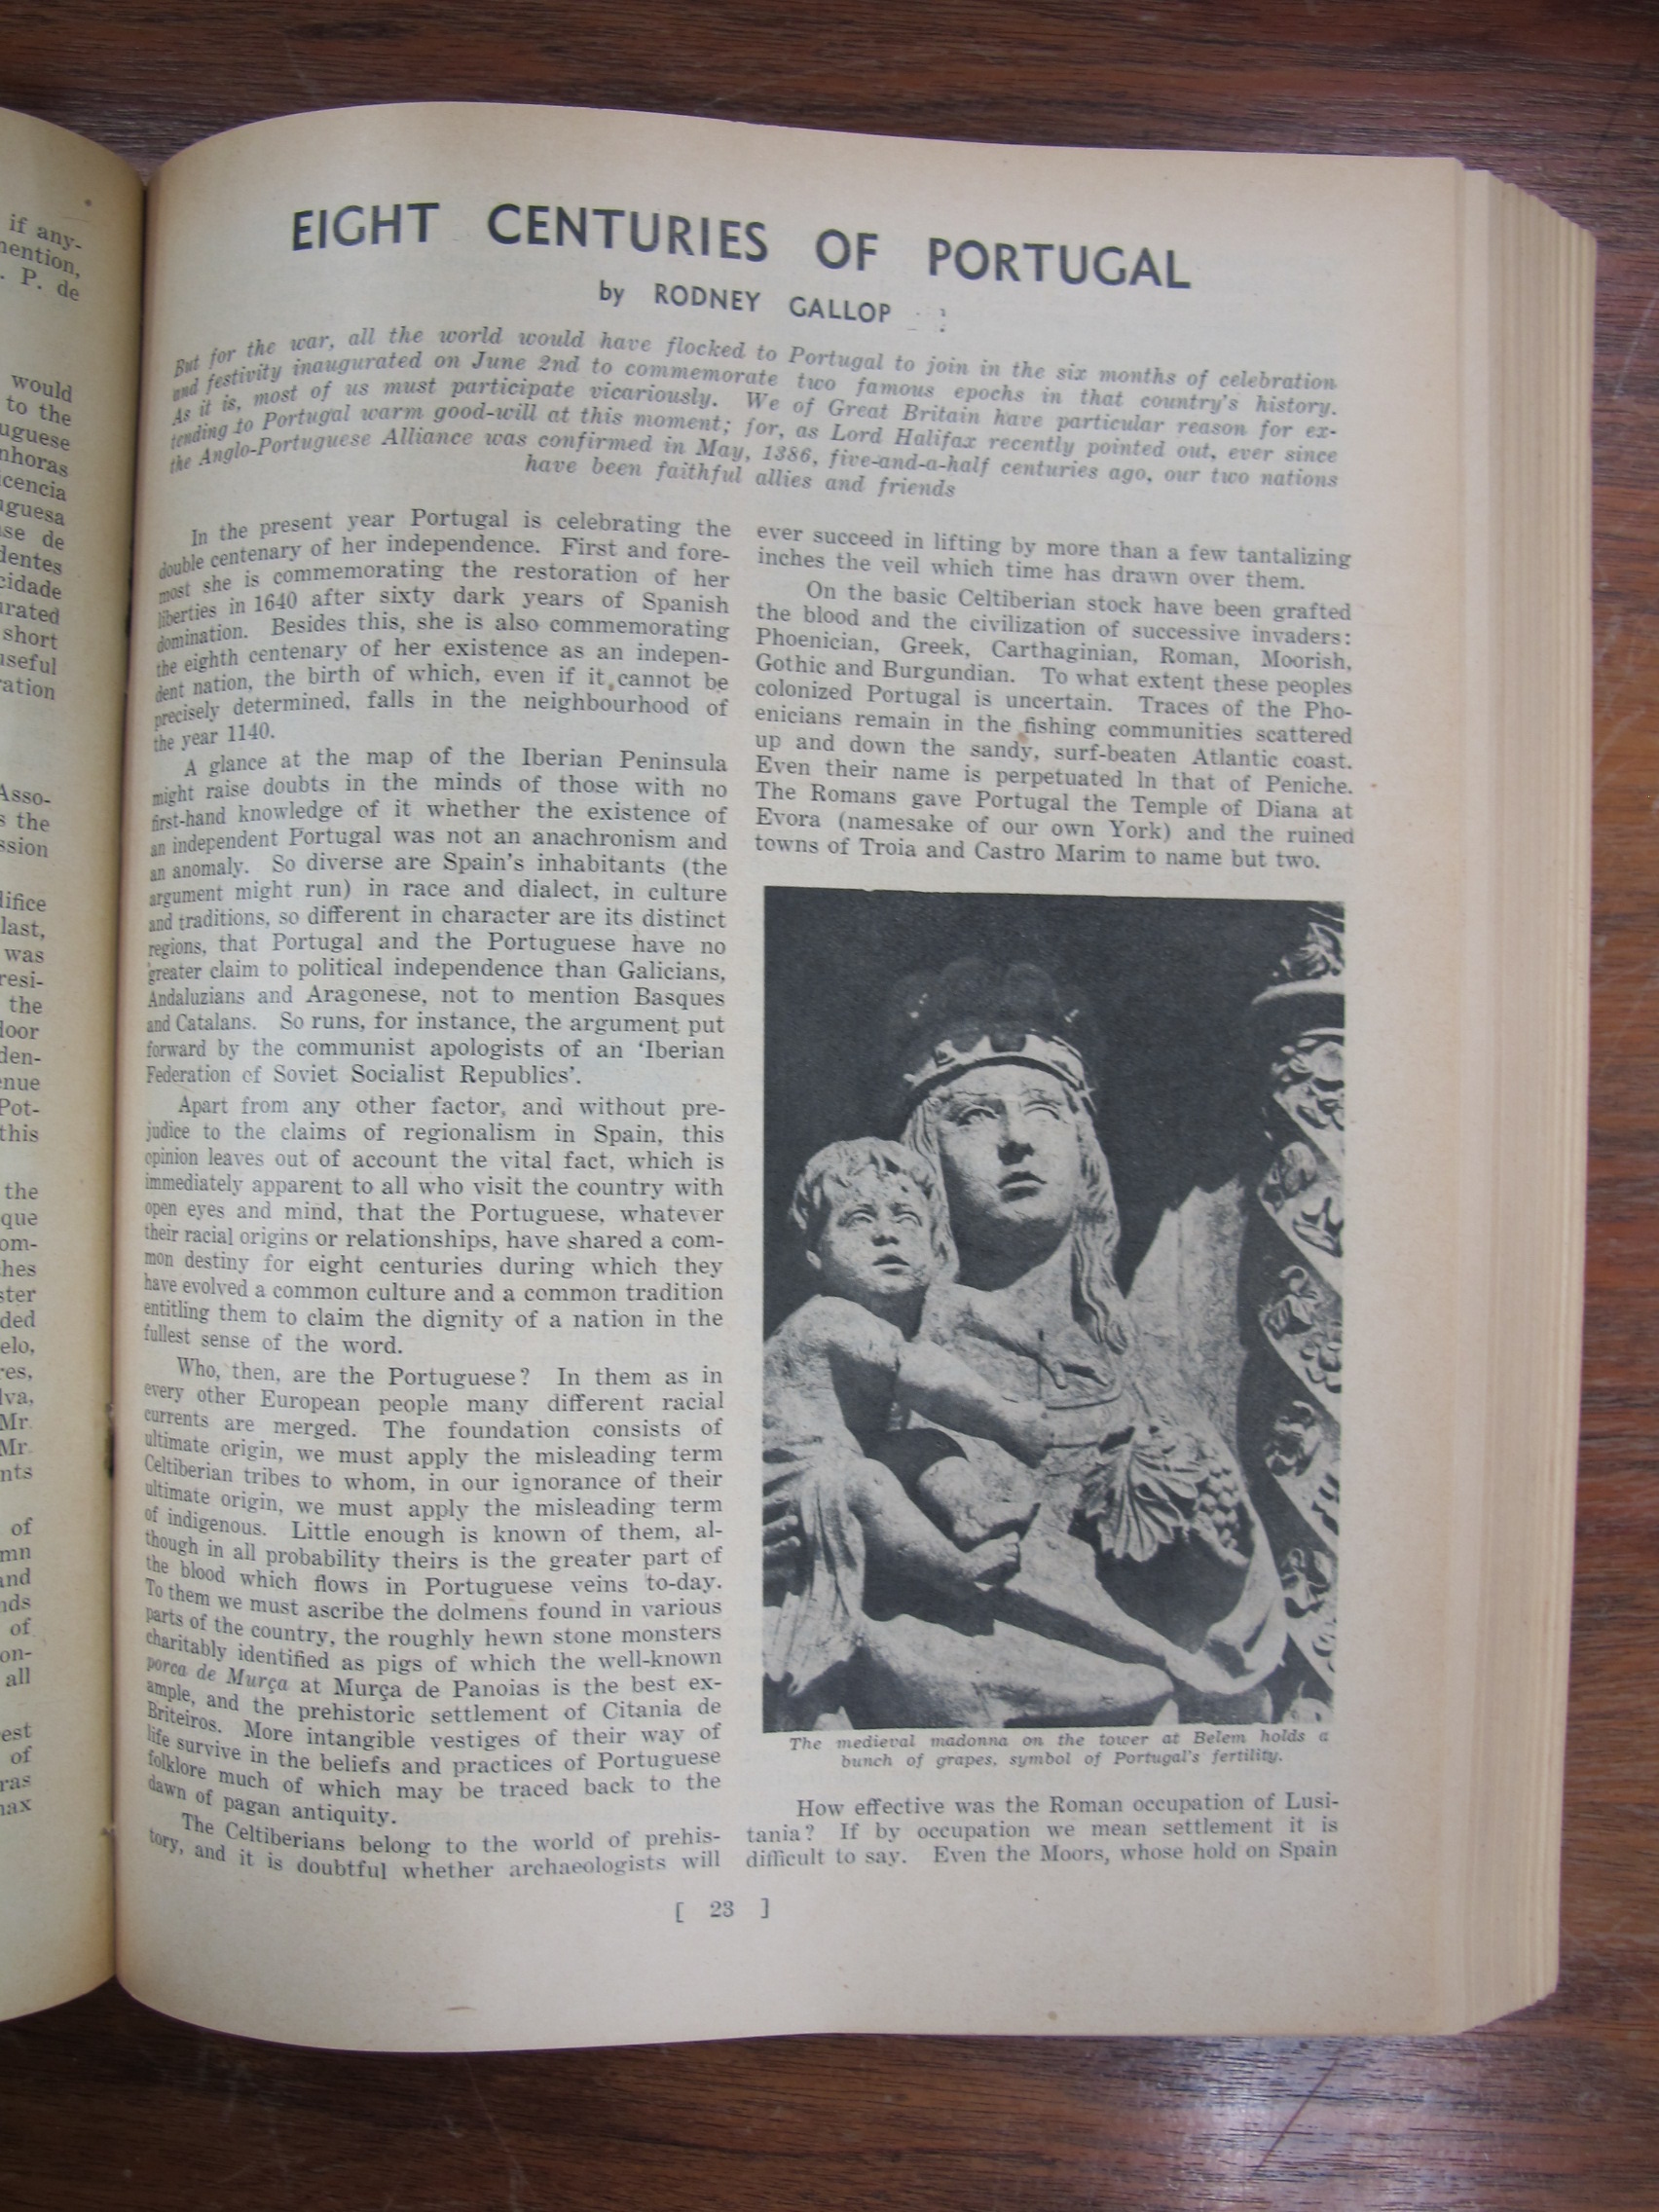 if any-
mention,
. P. de
would
to the
uguese
nhoras
icencia
uguesa
se de
dentes
cidade
urated
short
useful
ration
Asso-
s the
ssion
lifice
last,
was
resi-
the
loor
den-
enue
Pot-
this
the
que
om-
hes
ster
ded
elo,
res,
lva,
Mr.
Mr.
nts
of
mn
and
nds
of
on-
all
est
of
ras
nax
EIGHT CENTURIES OF PORTUGAL
by RODNEY GALLOP
But for the war, all the world would have flocked to Portugal to join in the six months of celebration
and festivity inaugurated on June 2nd to commemorate two famous epochs in that country's history.
As it is, most of us must participate vicariously. We of Great Britain have particular reason for ex-
tending to Portugal warm good-will at this moment; for, as Lord Halifax recently pointed out, ever since
the Anglo-Portuguese Alliance was confirmed in May, 1386, five-and-a-half centuries ago, our two nations
have been faithful allies and friends
In the present year Portugal is celebrating the
double centenary of her independence. First and fore-
most she is commemorating the restoration of her
liberties in 1640 after sixty dark years of Spanish
domination. Besides this, she is also commemorating
the eighth centenary of her existence as an indepen-
dent nation, the birth of which, even if it cannot be
precisely determined, falls in the neighbourhood of
the year 1140.
A glance at the map of the Iberian Peninsula
might raise doubts in the minds of those with no
first-hand knowledge of it whether the existence of
an independent Portugal was not an anachronism and
an anomaly. So diverse are Spain's inhabitants (the
argument might run) in race and dialect, in culture
and traditions, so different in character are its distinct
regions, that Portugal and the Portuguese have no
greater claim to political independence than Galicians,
Andaluzians and Aragonese, not to mention Basques
and Catalans. So runs, for instance, the argument put
forward by the communist apologists of an 'Iberian
Federation of Soviet Socialist Republics'.
Apart from any other factor, and without pre-
judice to the claims of regionalism in Spain, this
opinion leaves out of account the vital fact, which is
immediately apparent to all who visit the country with
open eyes and mind, that the Portuguese, whatever
their racial origins or relationships, have shared a com-
mon destiny for eight centuries during which they
have evolved a common culture and a common tradition
entitling them to claim the dignity of a nation in the
fullest sense of the word.
Who, then, are the Portuguese? In them as in
every other European people many different racial
currents are merged. The foundation consists of
ultimate origin, we must apply the misleading term
Celtiberian tribes to whom, in our ignorance of their
ultimate origin, we must apply the misleading term
of indigenous. Little enough is known of them, al-
though in all probability theirs is the greater part of
the blood which flows in Portuguese veins to-day.
To them we must ascribe the dolmens found in various
parts of the country, the roughly hewn stone monsters
charitably identified as pigs of which the well-known
porca de Murça at Murça de Panoias is the best ex-
ample, and the prehistoric settlement of Citania de
Briteiros. More intangible vestiges of their way of
life survive in the beliefs and practices of Portuguese
folklore much of which may be traced back to the
dawn of pagan antiquity.
The Celtiberians belong to the world of prehis-
tory, and it is doubtful whether archaeologists will
ever succeed in lifting by more than a few tantalizing
inches the veil which time has drawn over them.
On the basic Celtiberian stock have been grafted
the blood and the civilization of successive invaders:
Phoenician, Greek, Carthaginian, Roman, Moorish,
Gothic and Burgundian. To what extent these peoples
colonized Portugal is uncertain. Traces of the Pho-
enicians remain in the fishing communities scattered
up and down the sandy, surf-beaten Atlantic coast.
Even their name is perpetuated ln that of Peniche.
The Romans gave Portugal the Temple of Diana at
Evora (namesake of our own York) and the ruined
towns of Troia and Castro Marim to name but two.
The medieval madonna on the tower at Belem holds a
bunch of grapes, symbol of Portugal's fertility.
How effective was the Roman occupation of Lusi-
tania? If by occupation we mean settlement it is
difficult to say. Even the Moors, whose hold on Spain
[ 23 ]